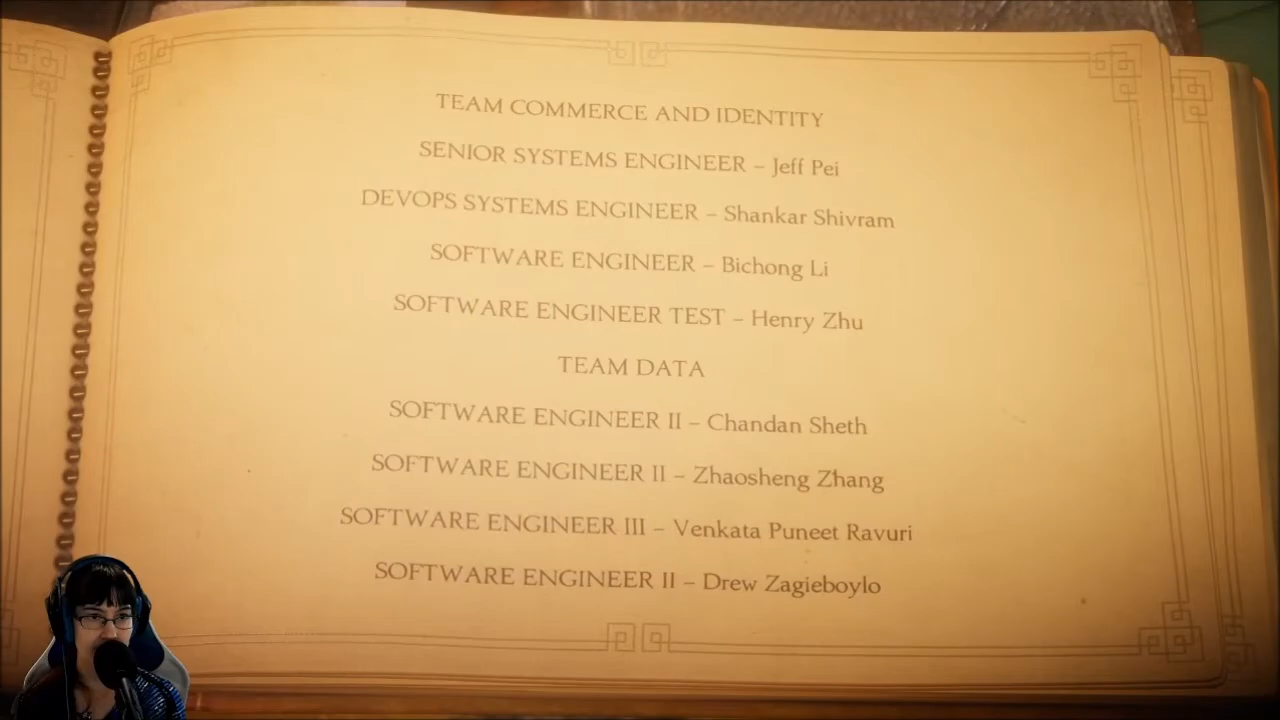 TEAM COMMERCE AND IDENTITY
SENIOR SYSTEMS ENGINEER – Jeff Pei
DEVOPS SYSTEMS ENGINEER – Shankar Shivram
SOFTWARE ENGINEER – Bichong Li
SOFTWARE ENGINEER TEST – Henry Zhu
TEAM DATA
SOFTWARE ENGINEER II – Chandan Sheth
SOFTWARE ENGINEER II – Zhaosheng Zhang
SOFTWARE ENGINEER III – Venkata Puneet Ravuri
SOFTWARE ENGINEER II – Drew Zagieboylo